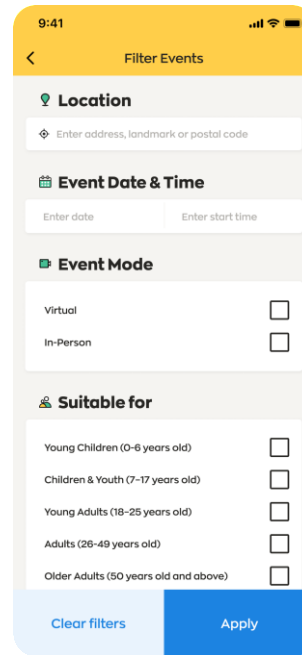 9:41
Filter Events
Location
Enter address, landmark or postal code
Event Date & Time
Enter date Enter start time
Event Mode
Virtual
In-Person
Suitable for
Young Children (0-6 years old)
Children & Youth (7-17 years old)
Young Adults (18-25 years old)
Adults (26-49 years old)
Older Adults (50 years old and above)
Clear filters Apply